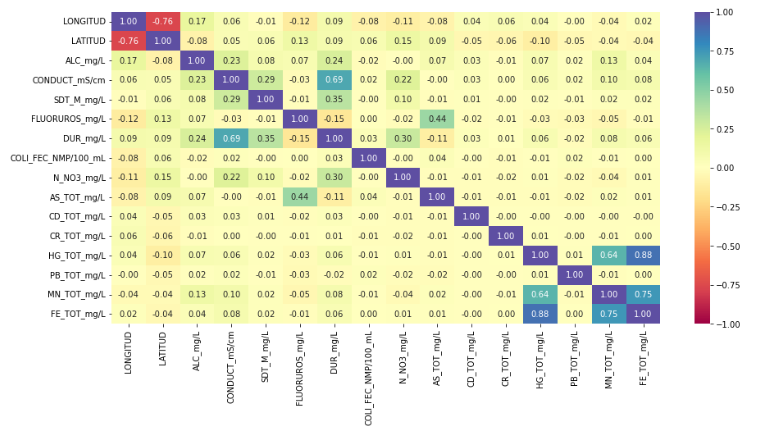 LONGITUD 1.00 -0.76 0.17 0.06 -0.01 -0.12 0.09 -0.08 -0.11 -0.08 0.04 0.06 0.04 -0.00 -0.04 0.02
LATITUD -0.76 1.00 -0.08 0.05 0.06 0.13 0.09 0.06 0.15 0.09 -0.05 -0.06 -0.10 -0.05 -0.04 -0.04
ALC_mg/L 0.17 -0.08 1.00 0.23 0.08 0.07 0.24 -0.02 -0.00 0.07 0.03 -0.01 0.07 0.02 0.13 0.04
CONDUCT_mS/cm 0.06 0.05 0.23 1.00 0.29 -0.03 0.69 0.02 0.22 -0.00 0.03 0.00 0.06 0.02 0.10 0.08
SDT_M_mg/L -0.01 0.06 0.08 0.29 1.00 -0.01 0.35 -0.00 0.10 -0.01 0.01 -0.00 0.02 -0.01 0.02 0.02
FLUORUROS_mg/L -0.12 0.13 0.07 -0.03 -0.01 1.00 -0.15 0.00 -0.02 0.44 -0.02 -0.01 -0.03 -0.03 -0.05 -0.01
DUR_mg/L 0.09 0.09 0.24 0.69 0.35 -0.15 1.00 0.03 0.30 -0.11 0.03 0.01 0.06 -0.02 0.08 0.06
COLI_FEC_NMP/100_mL -0.08 0.06 -0.02 0.02 -0.00 0.00 0.03 1.00 -0.00 0.04 -0.00 -0.01 -0.01 0.02 -0.01 0.00
N_NO3_mg/L -0.11 0.15 -0.00 0.22 0.10 -0.02 0.30 -0.00 1.00 -0.01 -0.01 -0.02 0.01 -0.02 -0.04 0.01
AS_TOT_mg/L -0.08 0.09 0.07 -0.00 -0.01 0.44 -0.11 0.04 -0.01 1.00 -0.01 -0.01 -0.01 -0.02 0.02 0.01
CD_TOT_mg/L 0.04 -0.05 0.03 0.03 0.01 -0.02 0.03 -0.00 -0.01 -0.01 1.00 -0.00 -0.00 -0.00 -0.00 -0.00
CR_TOT_mg/L 0.06 -0.06 -0.01 0.00 -0.00 -0.01 0.01 -0.01 -0.02 -0.01 -0.00 1.00 0.01 -0.00 -0.01 0.00
HG_TOT_mg/L 0.04 -0.10 0.07 0.06 0.02 -0.03 0.06 -0.01 0.01 -0.01 -0.00 0.01 1.00 0.01 0.64 0.88
PB_TOT_mg/L -0.00 -0.05 0.02 0.02 -0.01 -0.03 -0.02 0.02 -0.02 -0.02 -0.00 -0.00 0.01 1.00 -0.01 0.00
MN_TOT_mg/L -0.04 -0.04 0.13 0.10 0.02 -0.05 0.08 -0.01 -0.04 0.02 -0.00 -0.01 0.64 -0.01 1.00 0.75
FE_TOT_mg/L 0.02 -0.04 0.04 0.08 0.02 -0.01 0.06 0.00 0.01 0.01 -0.00 0.00 0.88 0.00 0.75 1.00
LONGITUD LATITUD ALC_mg/L CONDUCT_mS/cm SDT_M_mg/L FLUORUROS_mg/L DUR_mg/L COLI_FEC_NMP/100_mL N_NO3_mg/L AS_TOT_mg/L CD_TOT_mg/L CR_TOT_mg/L HG_TOT_mg/L PB_TOT_mg/L MN_TOT_mg/L FE_TOT_mg/L
1.00
0.75
0.50
0.25
0.00
−0.25
−0.50
−0.75
−1.00